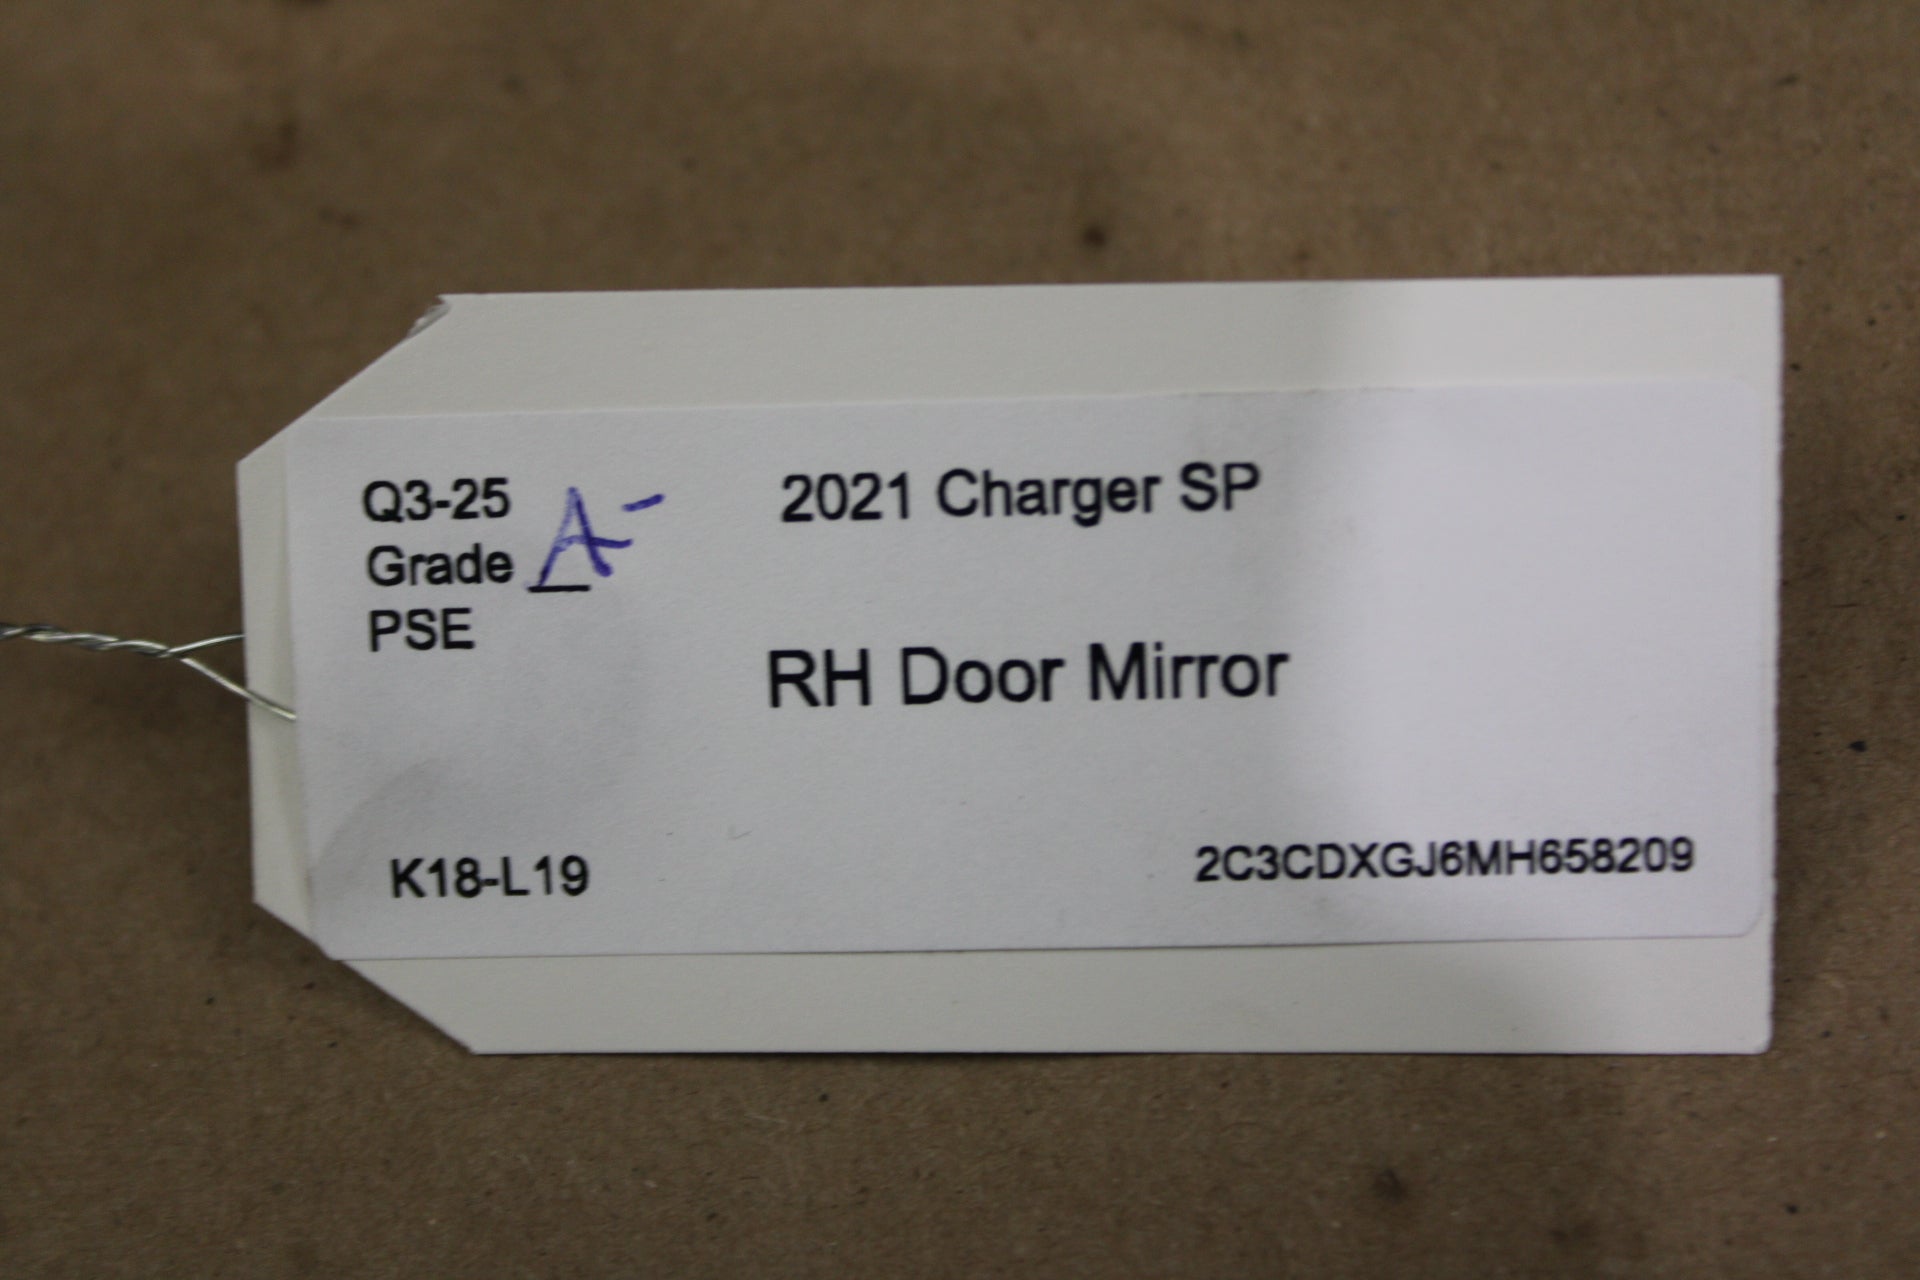 Q3-25
Grade A-
PSE
2021 Charger SP
RH Door Mirror
K18-L19
2C3CDXGJ6MH658209